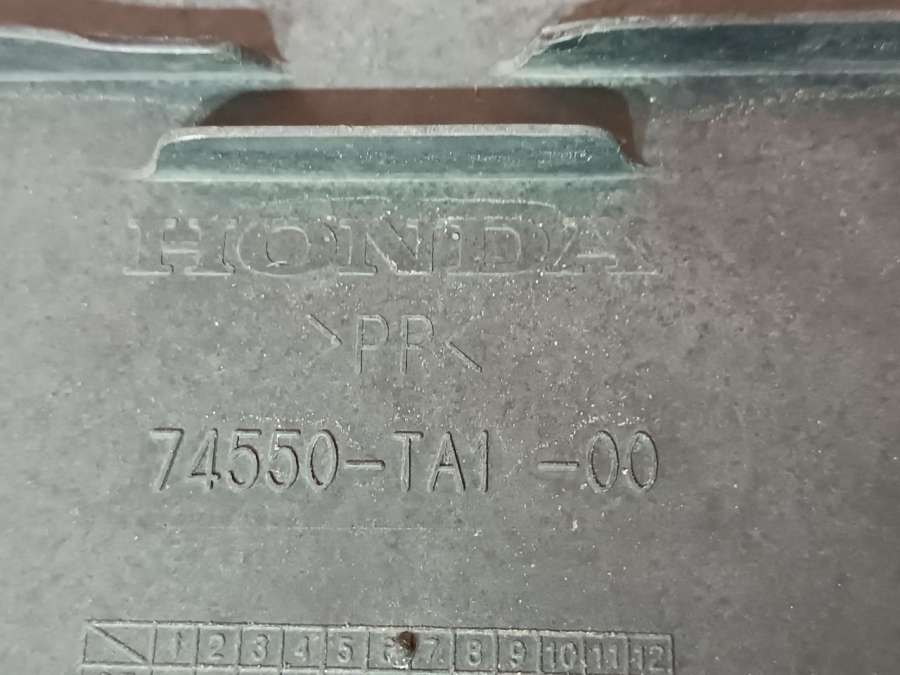 HONDA
>PP<
74550-TA1 -00
1 2 3 4 5 6 7 8 9 10 11 12